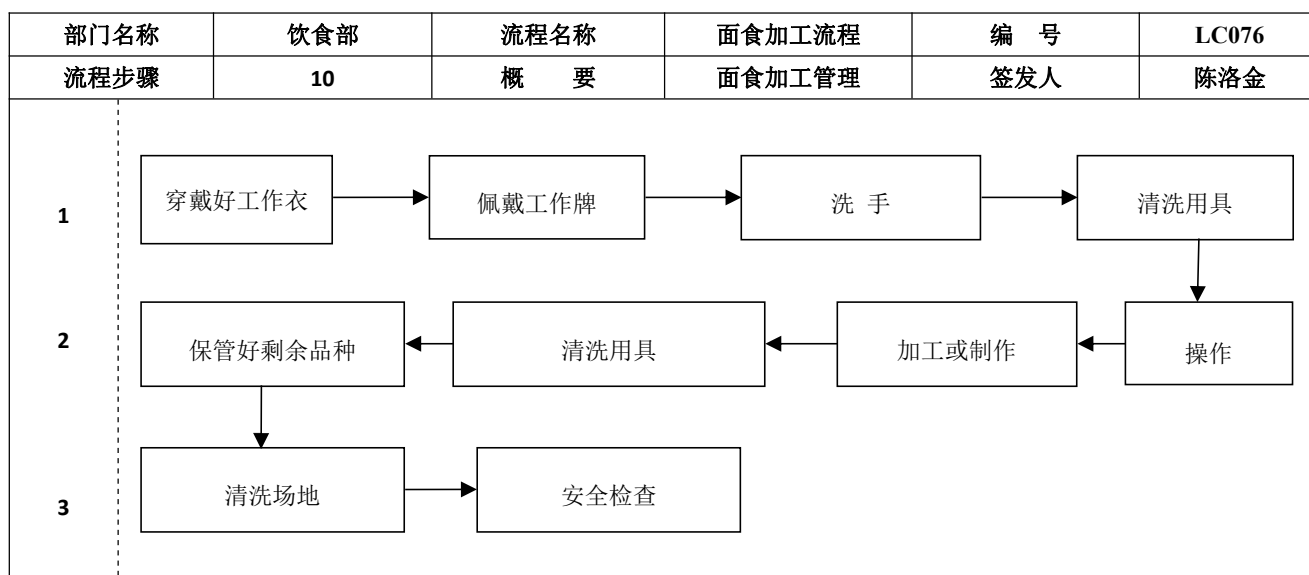 部门名称 饮食部 流程名称 面食加工流程 编 号 LC076
流程步骤 10 概 要 面食加工管理 签发人 陈洛金
1 穿戴好工作衣 佩戴工作牌 洗 手 清洗用具
2 保管好剩余品种 清洗用具 加工或制作 操作
3 清洗场地 安全检查